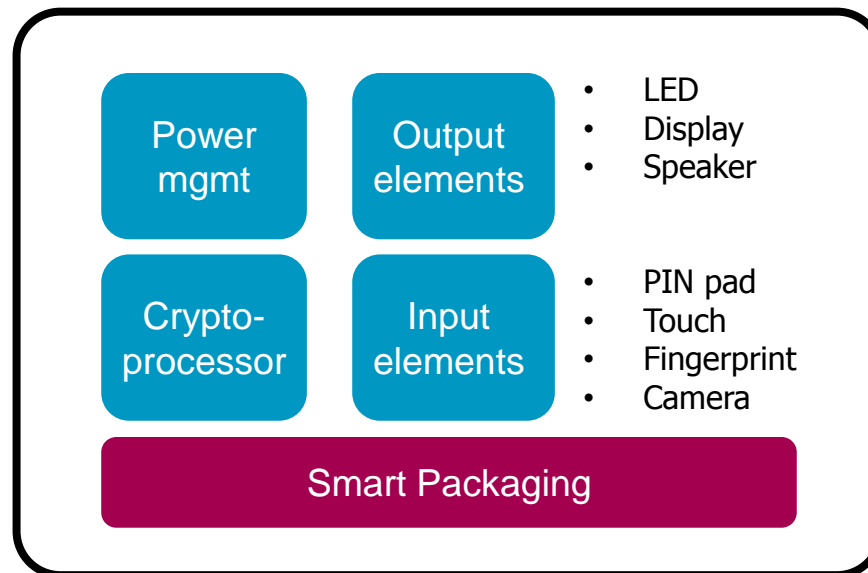 Power
mgmt
Output
elements
• LED
• Display
• Speaker
Crypto-
processor
Input
elements
• PIN pad
• Touch
• Fingerprint
• Camera
Smart Packaging